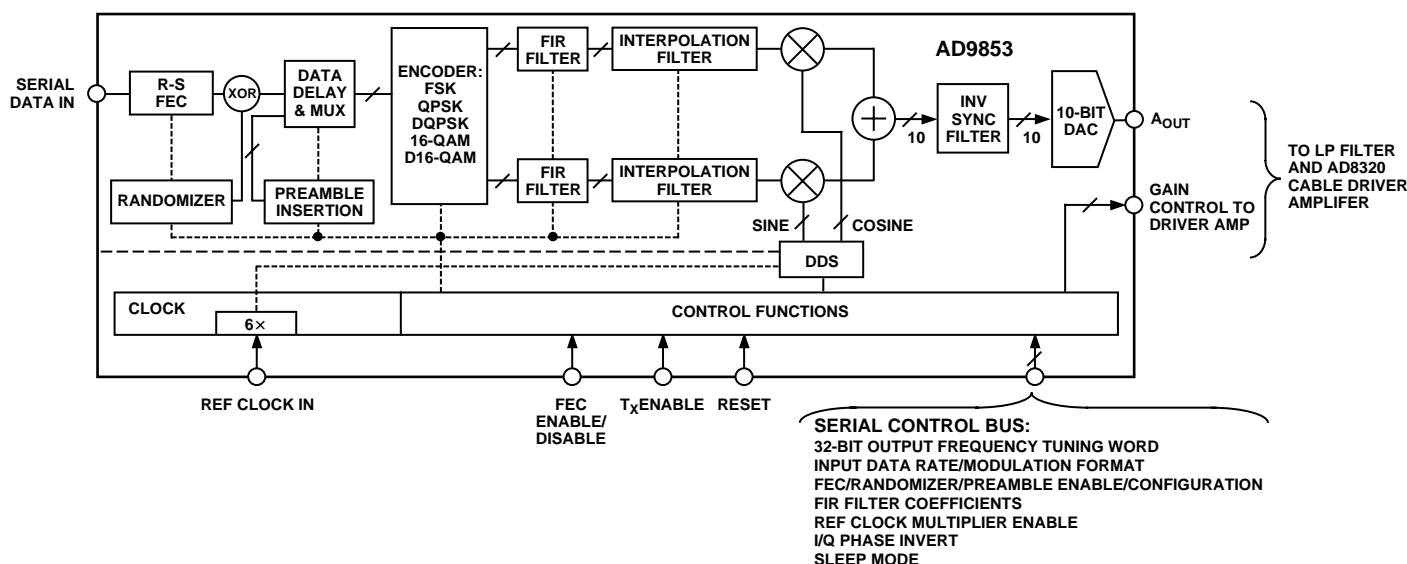 AD9853
SERIAL
DATA IN
R-S
FEC
XOR
DATA
DELAY
& MUX
ENCODER:
FSK
QPSK
DQPSK
16-QAM
D16-QAM
FIR
FILTER
INTERPOLATION
FILTER
FIR
FILTER
INTERPOLATION
FILTER
10
INV
SYNC
FILTER
10
10-BIT
DAC
AOUT
TO LP FILTER
AND AD8320
CABLE DRIVER
AMPLIFER
GAIN
CONTROL TO
DRIVER AMP
RANDOMIZER
PREAMBLE
INSERTION
SINE
COSINE
DDS
CLOCK
6×
CONTROL FUNCTIONS
REF CLOCK IN
FEC
ENABLE/
DISABLE
TXENABLE
RESET
SERIAL CONTROL BUS:
32-BIT OUTPUT FREQUENCY TUNING WORD
INPUT DATA RATE/MODULATION FORMAT
FEC/RANDOMIZER/PREAMBLE ENABLE/CONFIGURATION
FIR FILTER COEFFICIENTS
REF CLOCK MULTIPLIER ENABLE
I/Q PHASE INVERT
SLEEP MODE